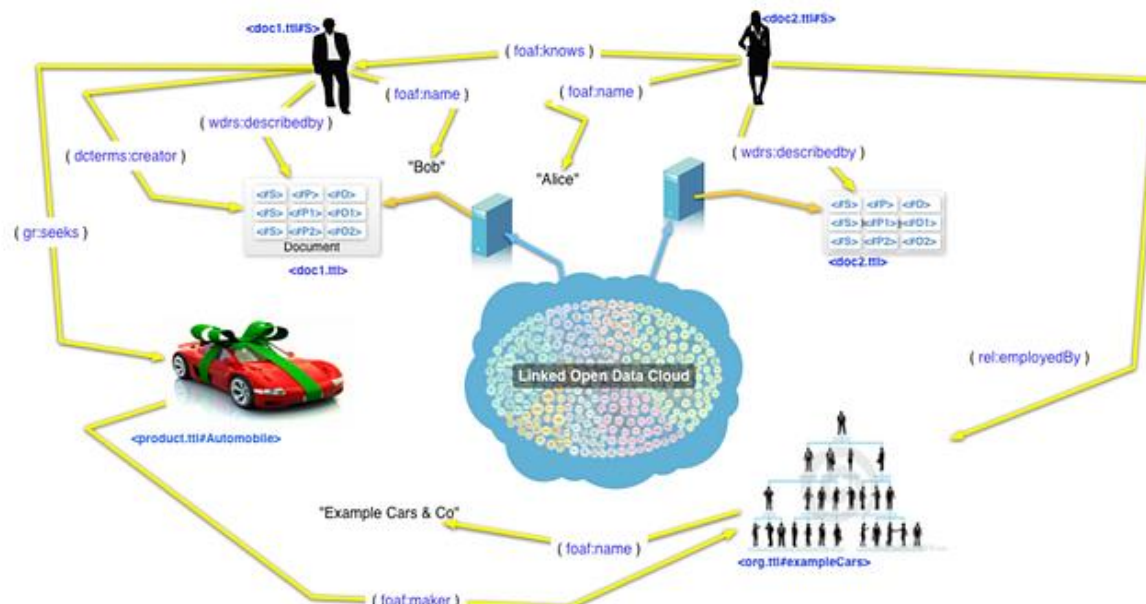 <doc1.ttl#S>
<doc2.ttl#S>
( foaf:knows )
( foaf:name )
( foaf:name )
( wdrs:describedby )
( dcterms:creator )
"Bob"
"Alice"
( wdrs:describedby )
<#S> <#P> <#O>
<#S> <#P1> <#O1>
<#S> <#P2> <#O2>
Document
<doc1.ttl>
<#S> <#P> <#O>
<#S> <#P1> <#O1>
<#S> <#P2> <#O2>
<doc2.ttl>
( gr:seeks )
Linked Open Data Cloud
( rel:employedBy )
<product.ttl#Automobile>
"Example Cars & Co"
( foaf:name )
<org.ttl#exampleCars>
( foaf:maker )